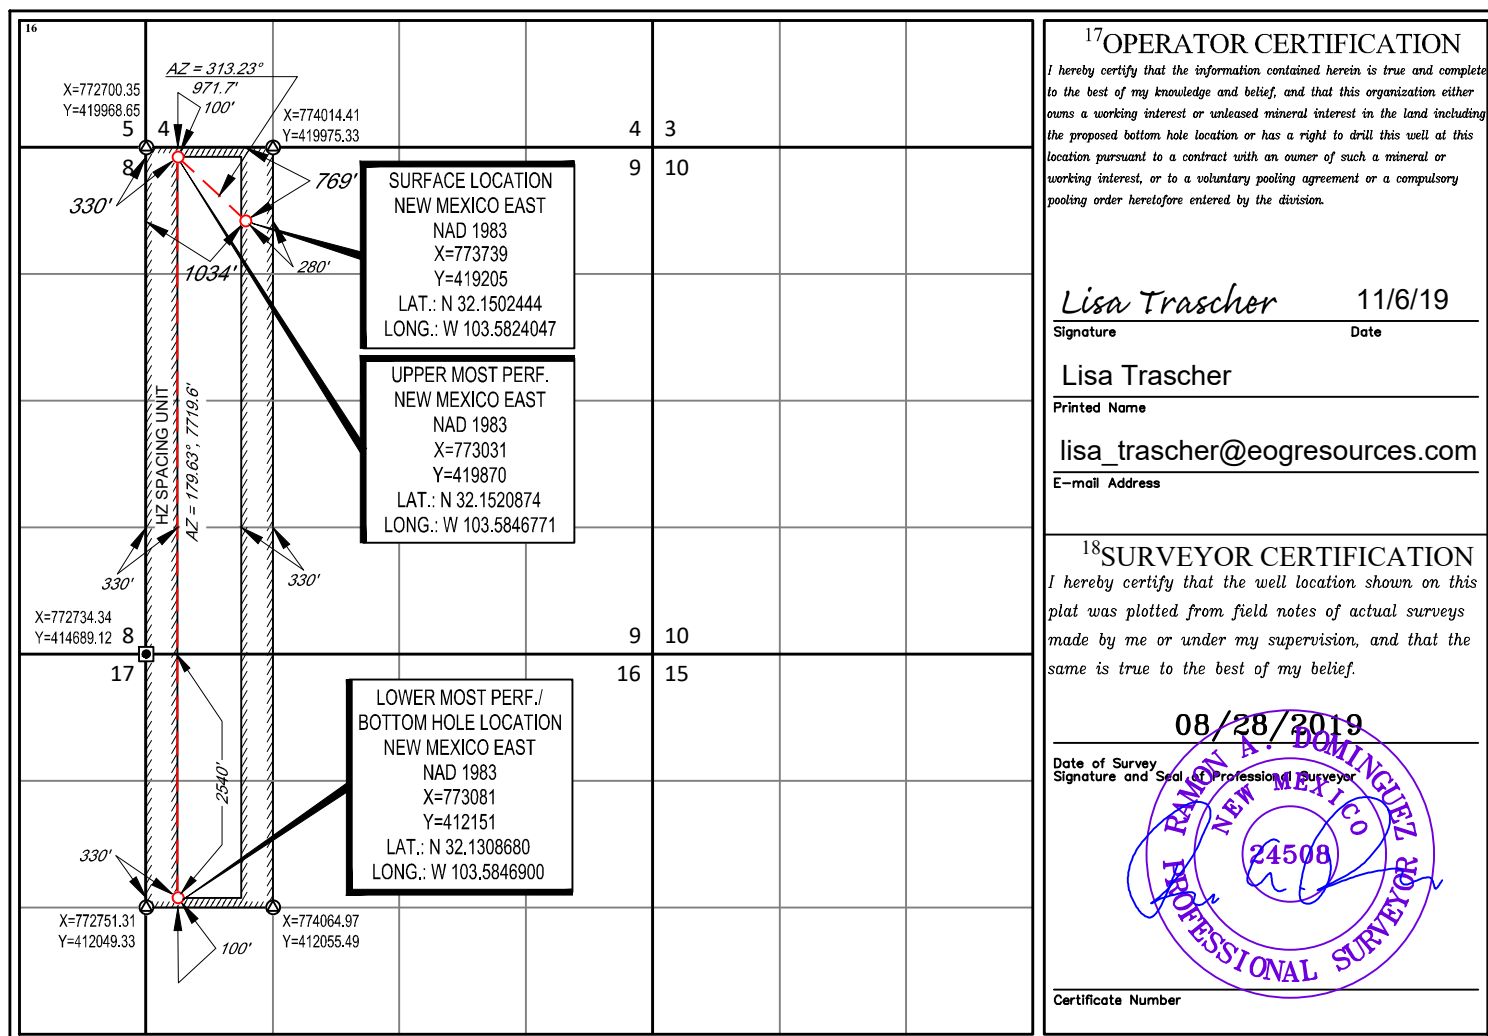 16
AZ = 313.23°
971.7'
100'
X=772700.35
Y=419968.65
X=774014.41
Y=419975.33
5 4
4 3
8
9 10
330'
769'
1034'
280'
SURFACE LOCATION
NEW MEXICO EAST
NAD 1983
X=773739
Y=419205
LAT.: N 32.1502444
LONG.: W 103.5824047
UPPER MOST PERF.
NEW MEXICO EAST
NAD 1983
X=773031
Y=419870
LAT.: N 32.1520874
LONG.: W 103.5846771
HZ SPACING UNIT
AZ = 179.63°, 7719.6'
330'
330'
X=772734.34
Y=414689.12
8
9 10
17
16 15
LOWER MOST PERF./
BOTTOM HOLE LOCATION
NEW MEXICO EAST
NAD 1983
X=773081
Y=412151
LAT.: N 32.1308680
LONG.: W 103.5846900
2540'
330'
X=772751.31
Y=412049.33
X=774064.97
Y=412055.49
100'
17OPERATOR CERTIFICATION
I hereby certify that the information contained herein is true and complete
to the best of my knowledge and belief, and that this organization either
owns a working interest or unleased mineral interest in the land including
the proposed bottom hole location or has a right to drill this well at this
location pursuant to a contract with an owner of such a mineral or
working interest, or to a voluntary pooling agreement or a compulsory
pooling order heretofore entered by the division.
Lisa Trascher 11/6/19
Signature Date
Lisa Trascher
Printed Name
lisa_trascher@eogresources.com
E-mail Address
18SURVEYOR CERTIFICATION
I hereby certify that the well location shown on this
plat was plotted from field notes of actual surveys
made by me or under my supervision, and that the
same is true to the best of my belief.
08/28/2019
Date of Survey
Signature and Seal of Professional Surveyor
RAMON A. DOMINGUEZ
NEW MEXICO
24508
PROFESSIONAL SURVEYOR
Certificate Number